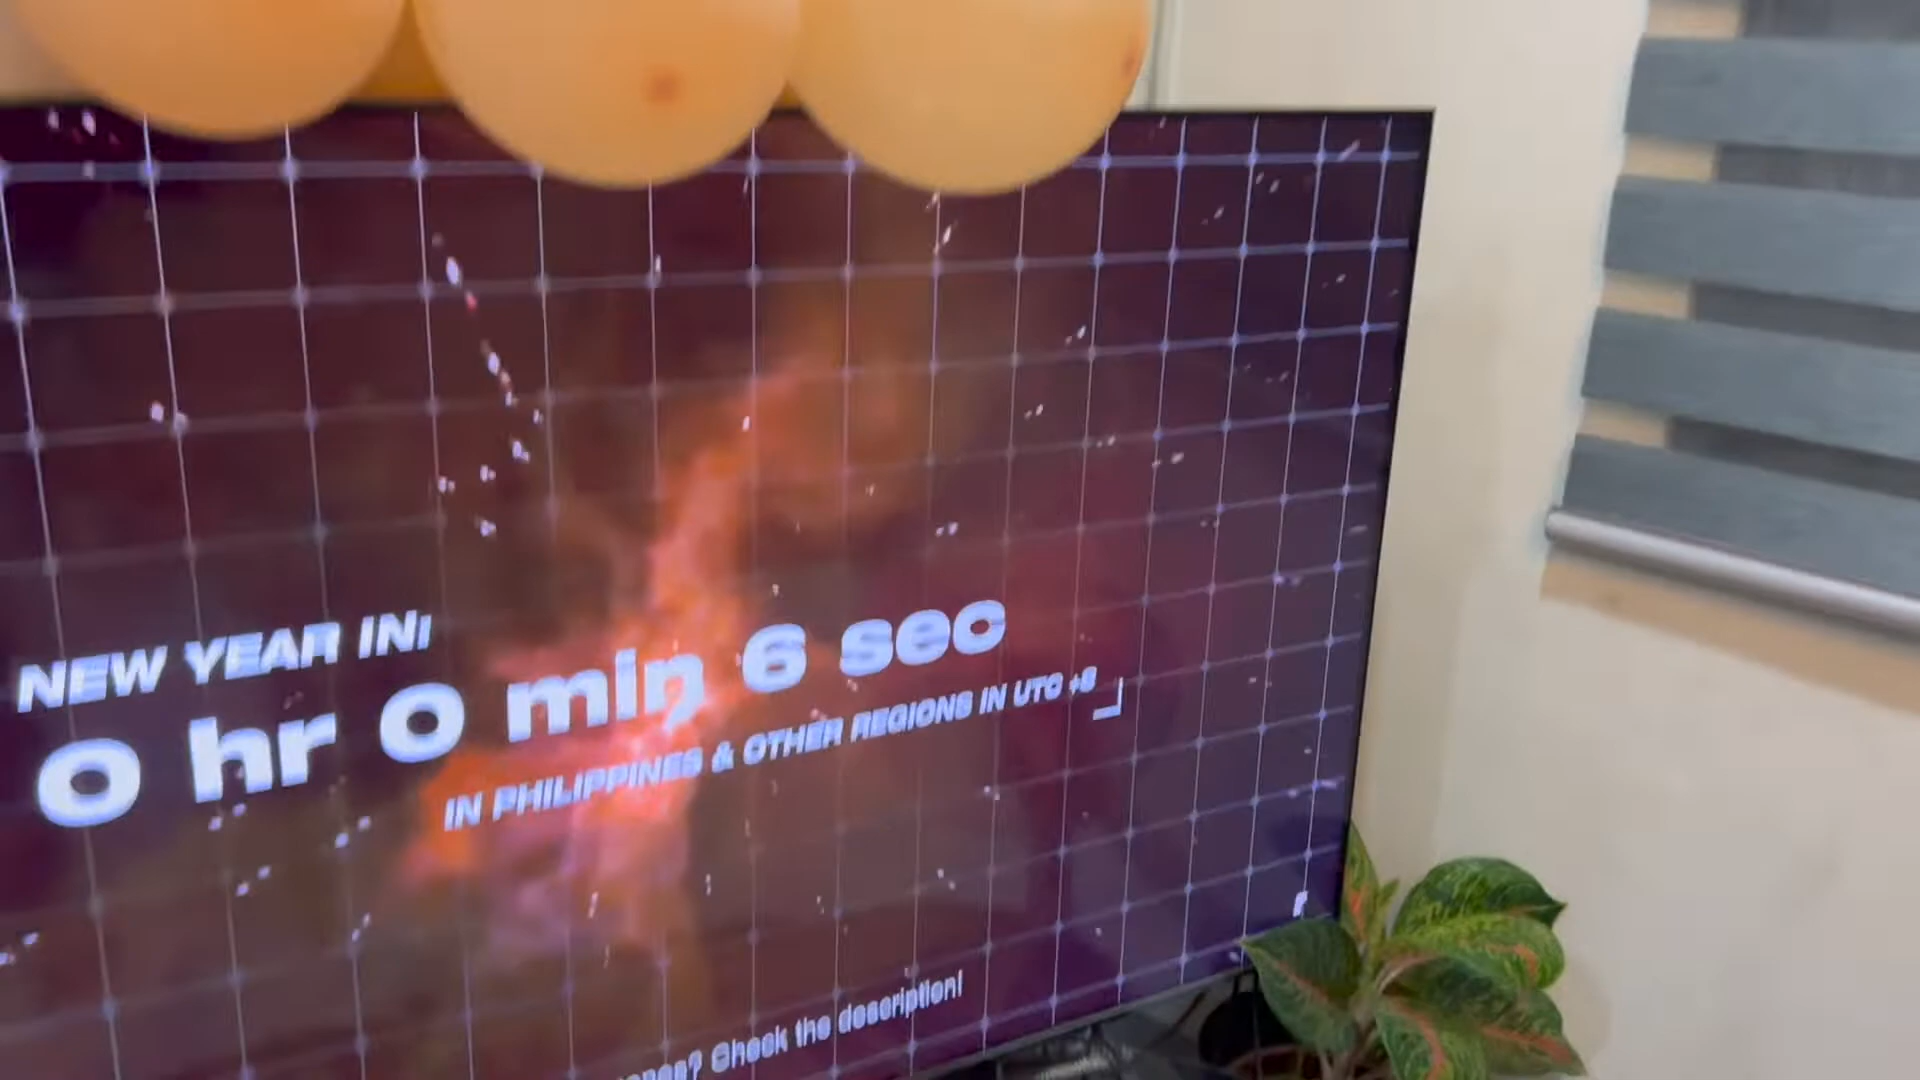 NEW YEAR IN:
0 hr 0 min 6 sec
IN PHILIPPINES & OTHER REGIONS IN UTC +8
Check the description!